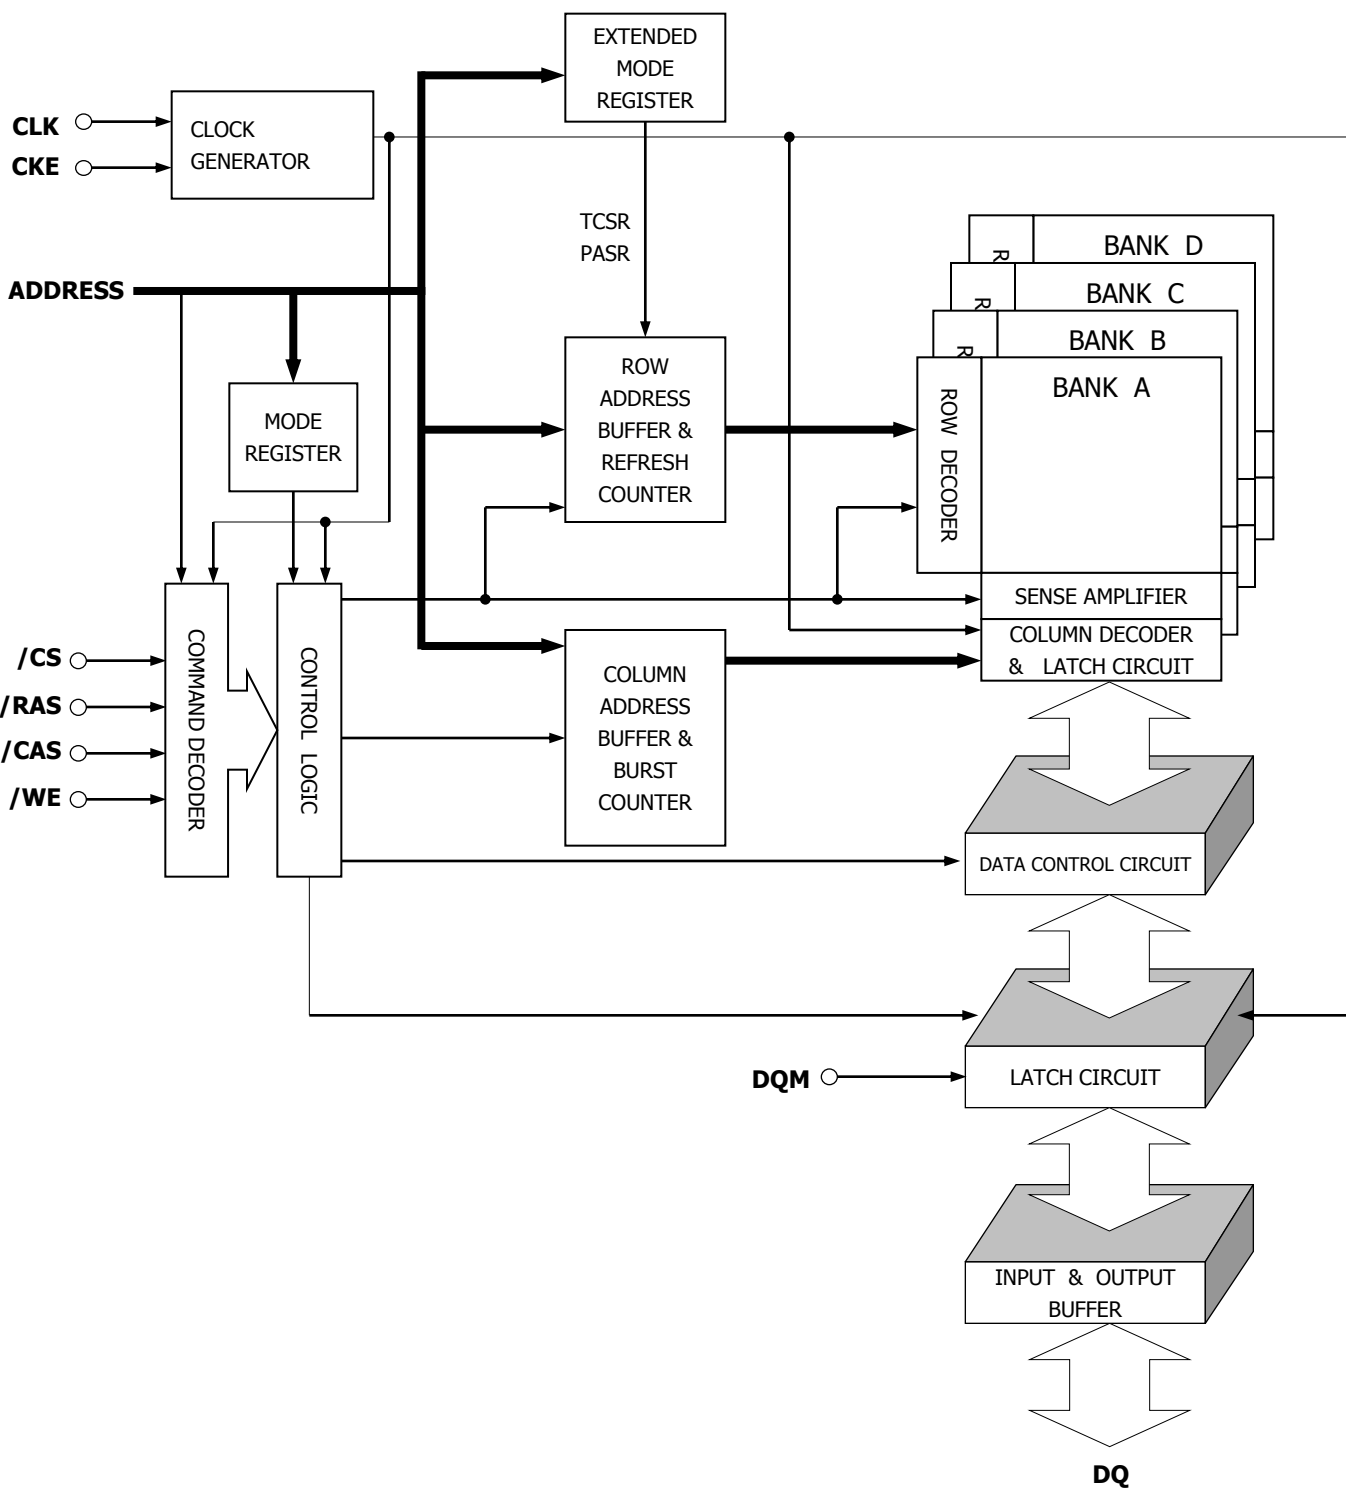 EXTENDED
MODE
REGISTER
CLK
CKE
CLOCK
GENERATOR
TCSR
PASR
ADDRESS
R
BANK D
R
BANK C
R
BANK B
BANK A
ROW DECODER
ROW
ADDRESS
BUFFER &
REFRESH
COUNTER
MODE
REGISTER
SENSE AMPLIFIER
COLUMN DECODER
& LATCH CIRCUIT
/CS
/RAS
/CAS
/WE
COMMAND DECODER
CONTROL LOGIC
COLUMN
ADDRESS
BUFFER &
BURST
COUNTER
DATA CONTROL CIRCUIT
DQM
LATCH CIRCUIT
INPUT & OUTPUT
BUFFER
DQ